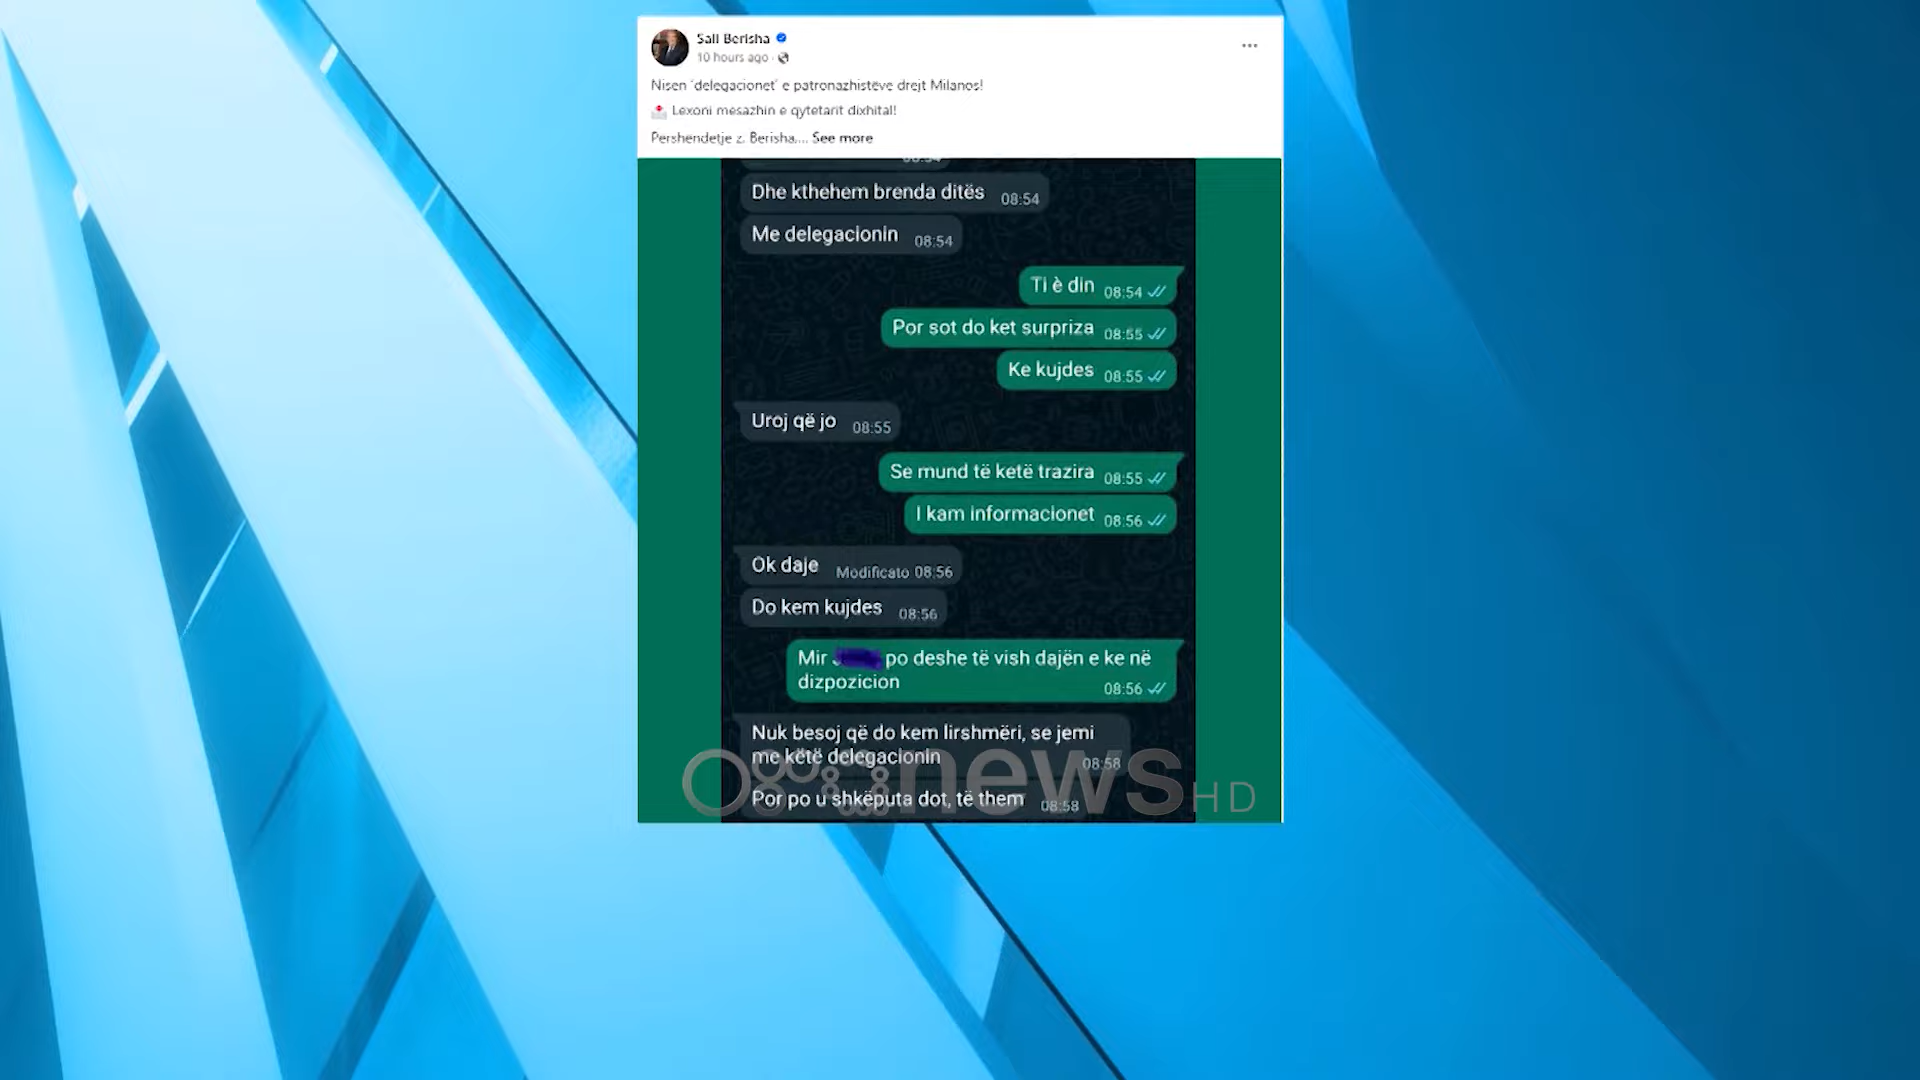 Sali Berisha
10 hours ago ·
Nisen 'delegacionet' e patronazhistëve drejt Milanos!
Lexoni mesazhin e qytetarit dixhital!
Pershendetje z. Berisha.... See more
08:54
Dhe kthehem brenda ditës 08:54
Me delegacionin 08:54
Ti è din 08:54
Por sot do ket surpriza 08:55
Ke kujdes 08:55
Uroj që jo 08:55
Se mund të ketë trazira 08:55
I kam informacionet 08:56
Ok daje Modificato 08:56
Do kem kujdes 08:56
Mir po deshe të vish dajën e ke në
dizpozicion 08:56
Nuk besoj që do kem lirshmëri, se jemi
me këtë delegacionin 08:58
Por po u shkëputa dot, të them 08:58
news HD